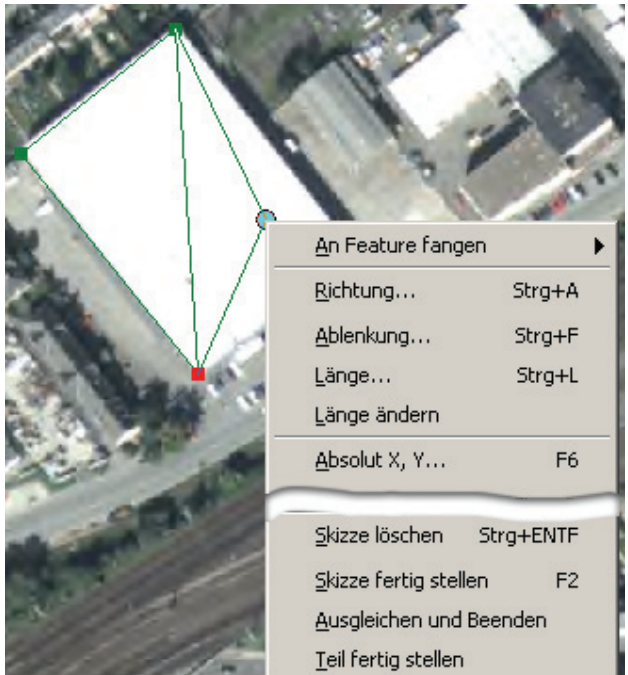 An Feature fangen
Richtung... Strg+A
Ablenkung... Strg+F
Länge... Strg+L
Länge ändern
Absolut X, Y... F6
Skizze löschen Strg+ENTF
Skizze fertig stellen F2
Ausgleichen und Beenden
Teil fertig stellen